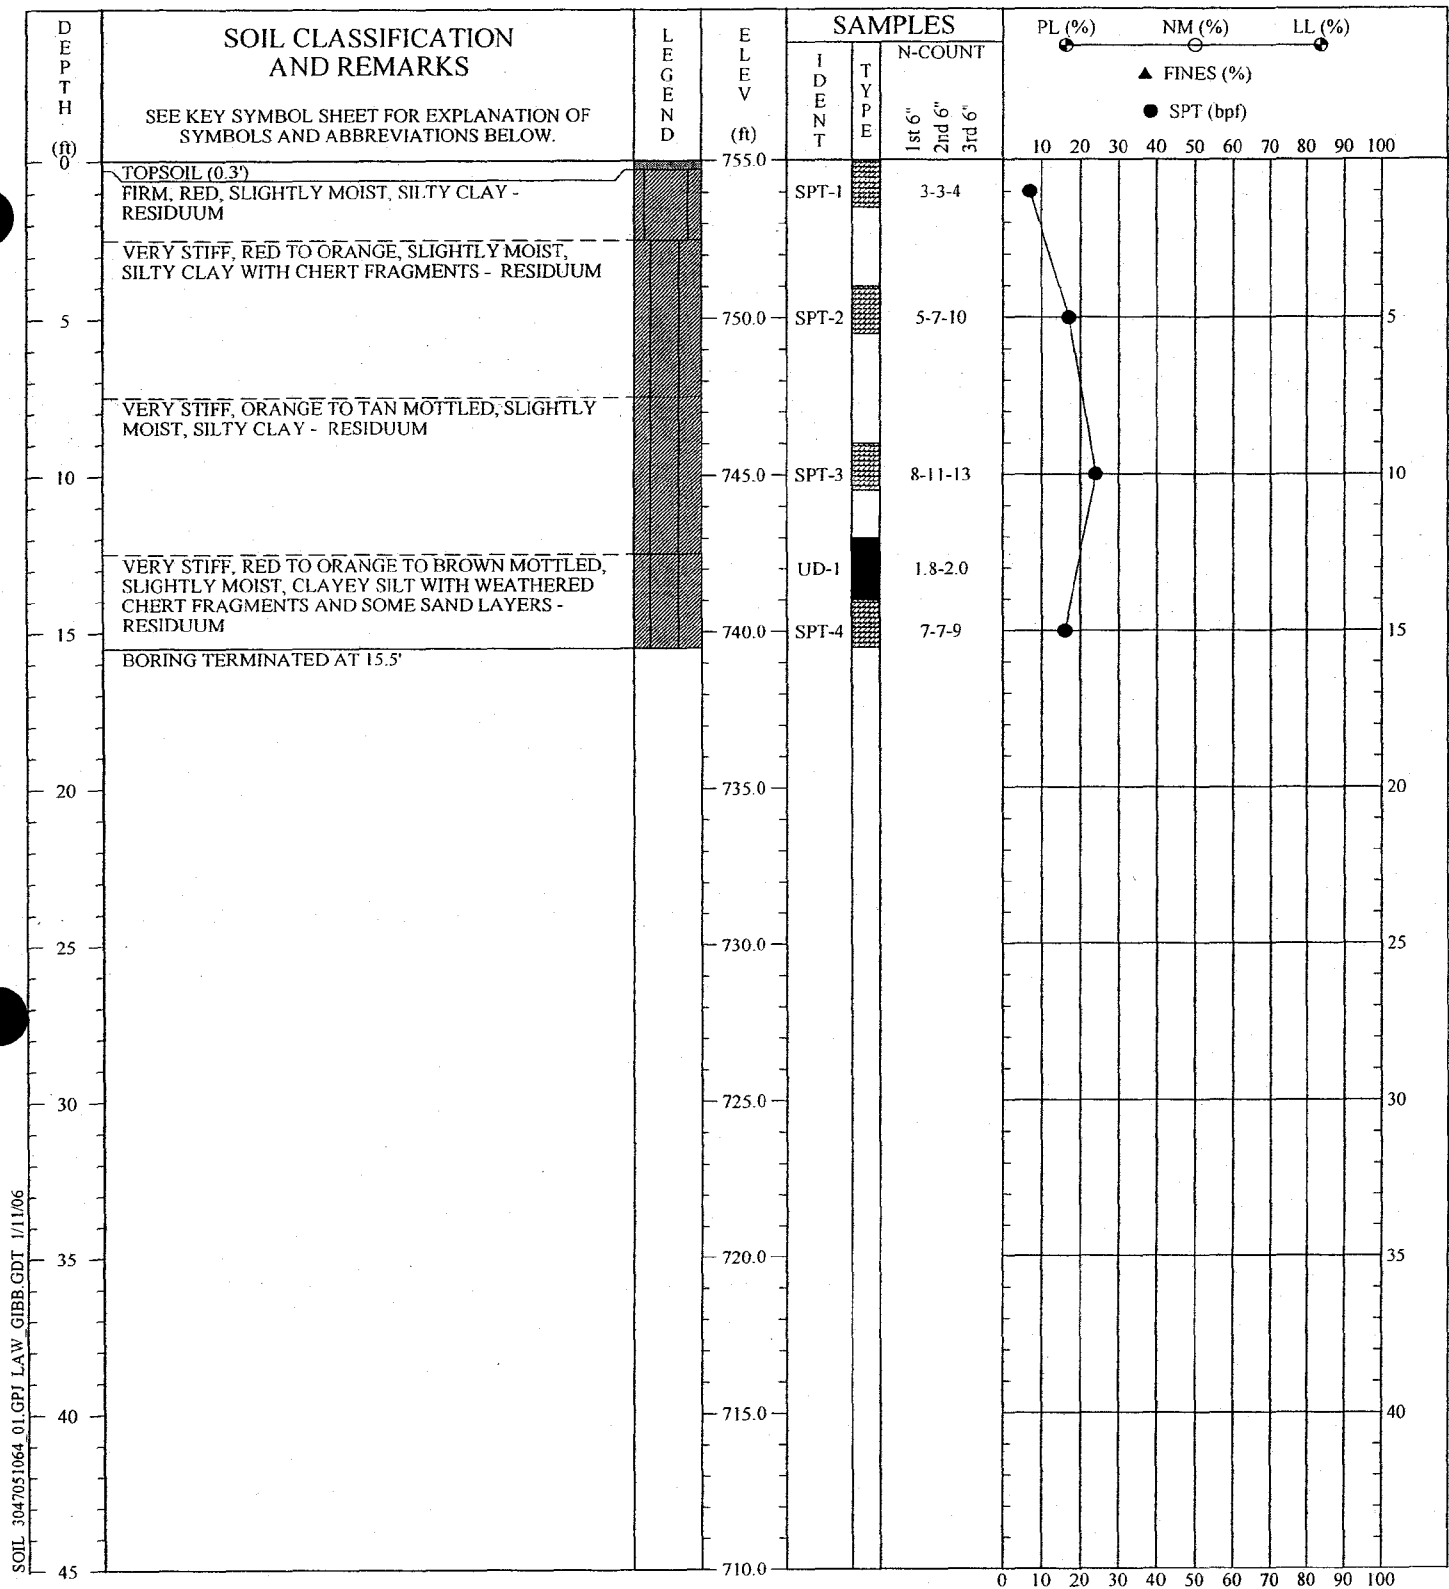 DEPTH (ft)
SOIL CLASSIFICATION
AND REMARKS
SEE KEY SYMBOL SHEET FOR EXPLANATION OF
SYMBOLS AND ABBREVIATIONS BELOW.
LEGEND
ELEV (ft)
SAMPLES
IDENT
TYPE
N-COUNT
1st 6"
2nd 6"
3rd 6"
PL (%) NM (%) LL (%)
▲ FINES (%)
● SPT (bpf)
10 20 30 40 50 60 70 80 90 100
0
755.0
TOPSOIL (0.3')
FIRM, RED, SLIGHTLY MOIST, SILTY CLAY -
RESIDUUM
SPT-1 3-3-4
VERY STIFF, RED TO ORANGE, SLIGHTLY MOIST,
SILTY CLAY WITH CHERT FRAGMENTS - RESIDUUM
5 750.0 SPT-2 5-7-10 5
VERY STIFF, ORANGE TO TAN MOTTLED, SLIGHTLY
MOIST, SILTY CLAY - RESIDUUM
10 745.0 SPT-3 8-11-13 10
VERY STIFF, RED TO ORANGE TO BROWN MOTTLED,
SLIGHTLY MOIST, CLAYEY SILT WITH WEATHERED
CHERT FRAGMENTS AND SOME SAND LAYERS -
RESIDUUM
UD-1 1.8-2.0
15 740.0 SPT-4 7-7-9 15
BORING TERMINATED AT 15.5'
20 735.0 20
25 730.0 25
30 725.0 30
35 720.0 35
40 715.0 40
45 710.0
0 10 20 30 40 50 60 70 80 90 100
SOIL 3047051064_01.GPJ LAW_GIBB.GDT 1/11/06